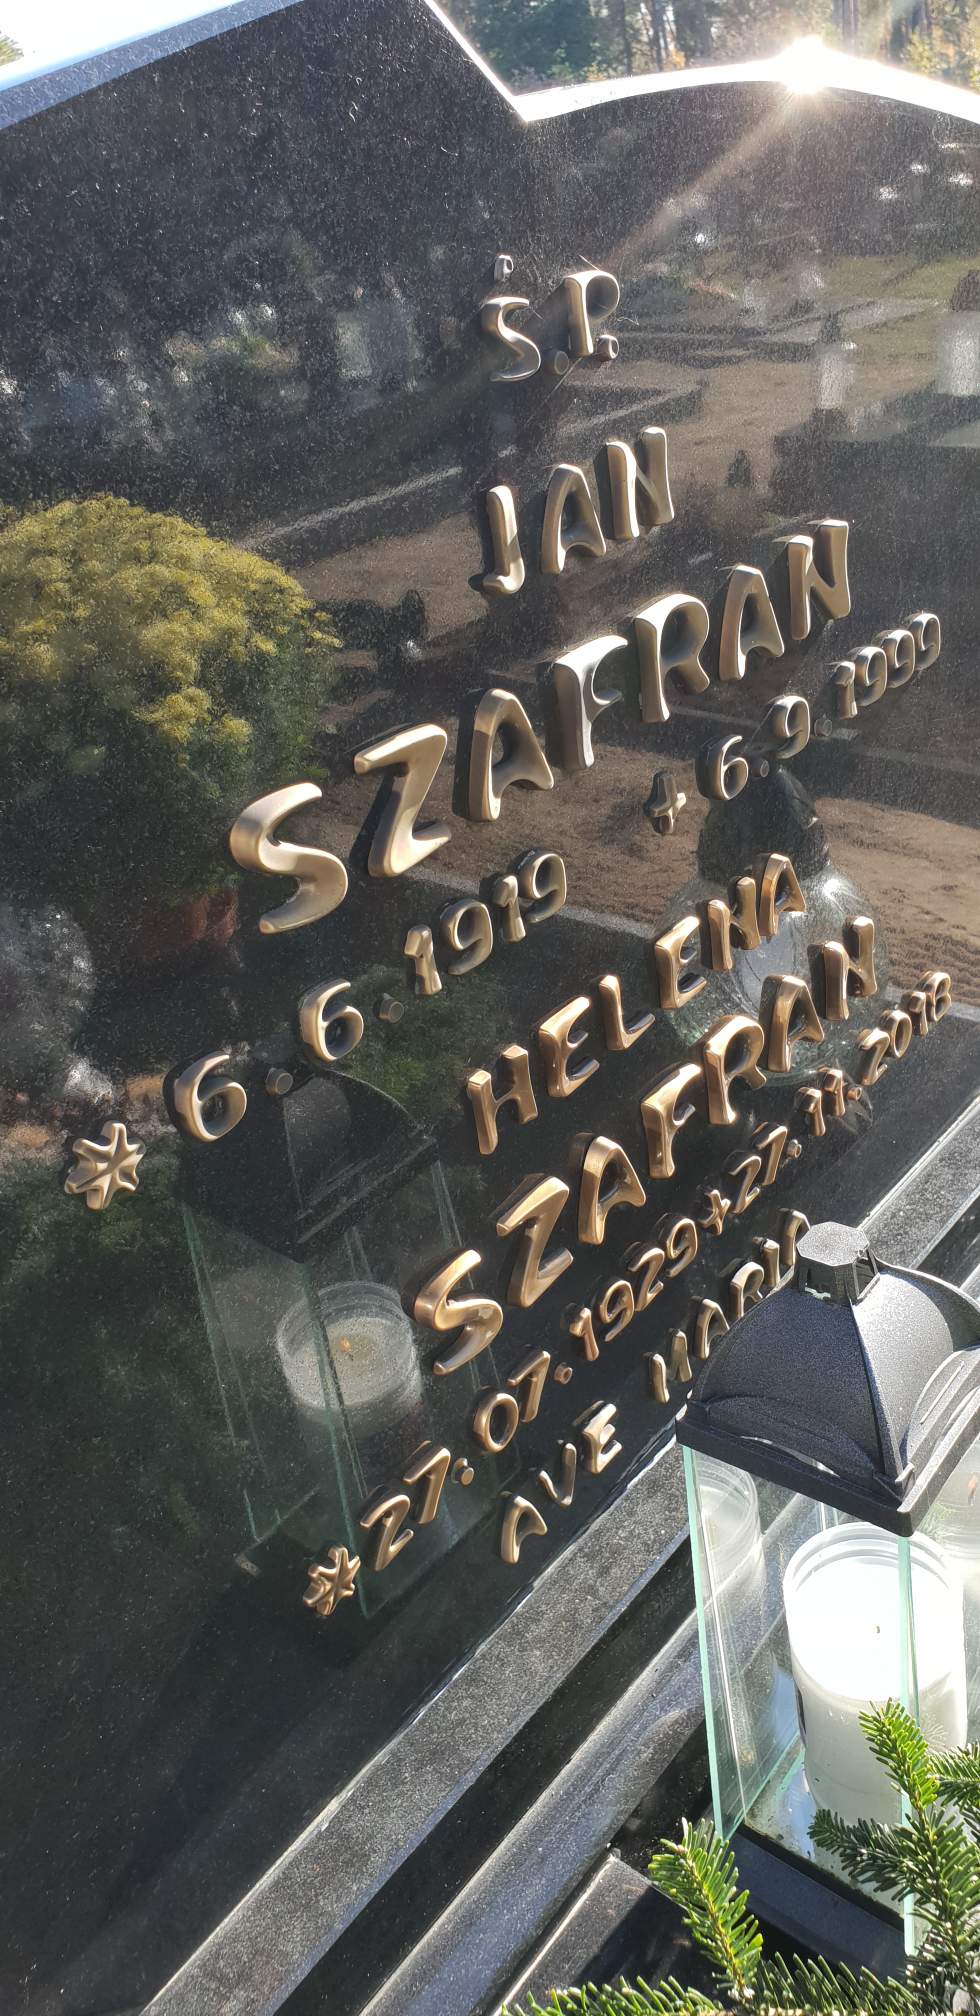 Ś.P.
JAN
SZAFRAN
*6.6.1919 +6.9.1999
HELENA
SZAFRAN
*27.07.1929+27.11.2018
AVE MARIA